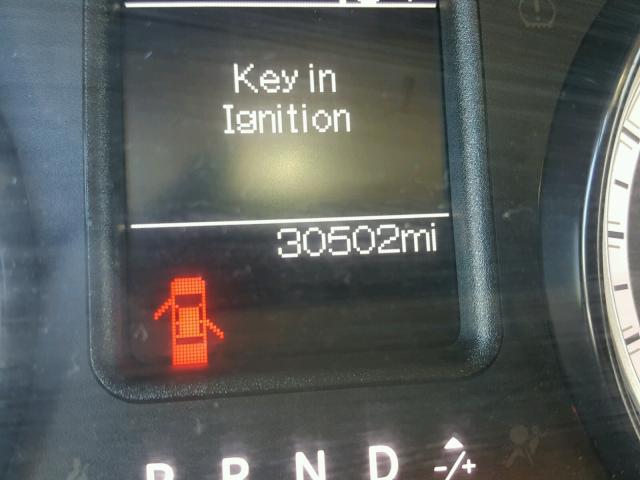 Key in
Ignition
30502mi
P R N D -/+